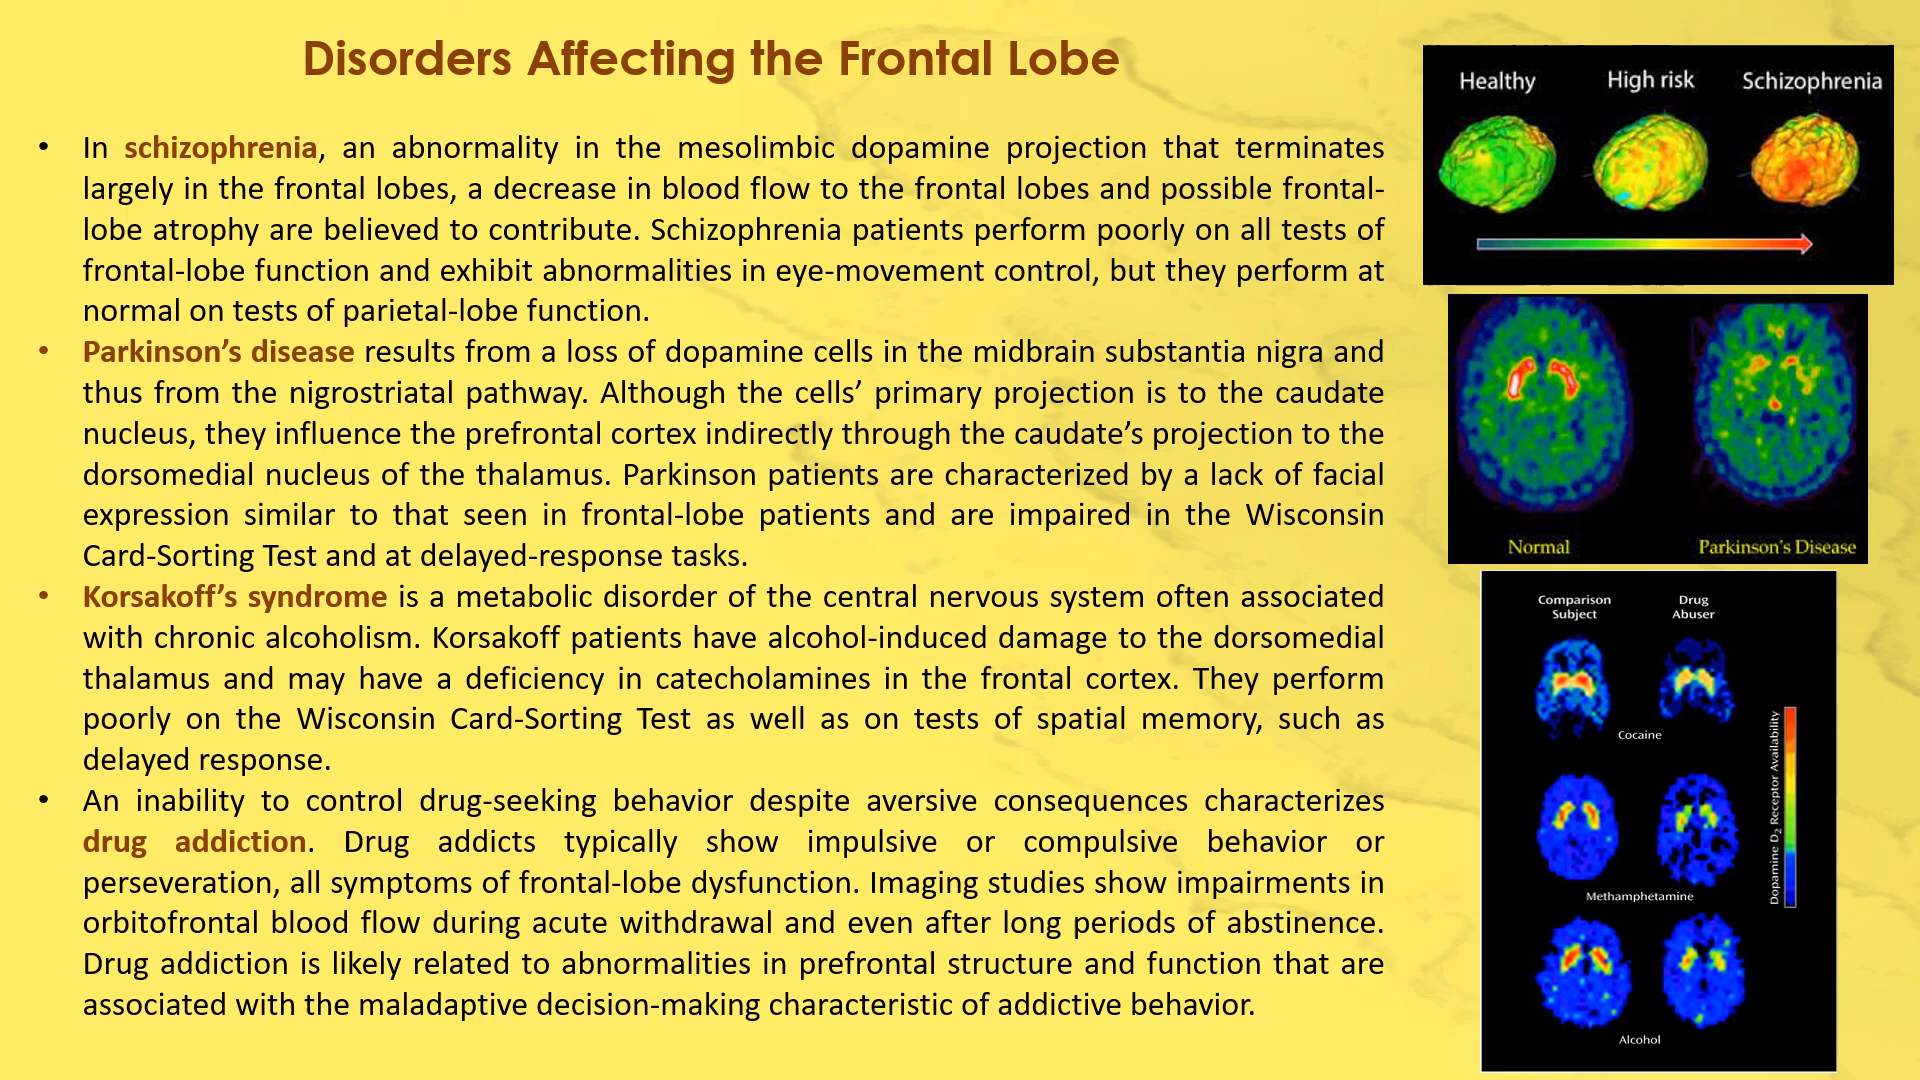 Disorders Affecting the Frontal Lobe
• In schizophrenia, an abnormality in the mesolimbic dopamine projection that terminates
largely in the frontal lobes, a decrease in blood flow to the frontal lobes and possible frontal-
lobe atrophy are believed to contribute. Schizophrenia patients perform poorly on all tests of
frontal-lobe function and exhibit abnormalities in eye-movement control, but they perform at
normal on tests of parietal-lobe function.
• Parkinson’s disease results from a loss of dopamine cells in the midbrain substantia nigra and
thus from the nigrostriatal pathway. Although the cells’ primary projection is to the caudate
nucleus, they influence the prefrontal cortex indirectly through the caudate’s projection to the
dorsomedial nucleus of the thalamus. Parkinson patients are characterized by a lack of facial
expression similar to that seen in frontal-lobe patients and are impaired in the Wisconsin
Card-Sorting Test and at delayed-response tasks.
• Korsakoff’s syndrome is a metabolic disorder of the central nervous system often associated
with chronic alcoholism. Korsakoff patients have alcohol-induced damage to the dorsomedial
thalamus and may have a deficiency in catecholamines in the frontal cortex. They perform
poorly on the Wisconsin Card-Sorting Test as well as on tests of spatial memory, such as
delayed response.
• An inability to control drug-seeking behavior despite aversive consequences characterizes
drug addiction. Drug addicts typically show impulsive or compulsive behavior or
perseveration, all symptoms of frontal-lobe dysfunction. Imaging studies show impairments in
orbitofrontal blood flow during acute withdrawal and even after long periods of abstinence.
Drug addiction is likely related to abnormalities in prefrontal structure and function that are
associated with the maladaptive decision-making characteristic of addictive behavior.
Healthy High risk Schizophrenia
Normal Parkinson's Disease
Comparison Drug
Subject Abuser
Cocaine
Methamphetamine
Alcohol
Dopamine D2 Receptor Availability